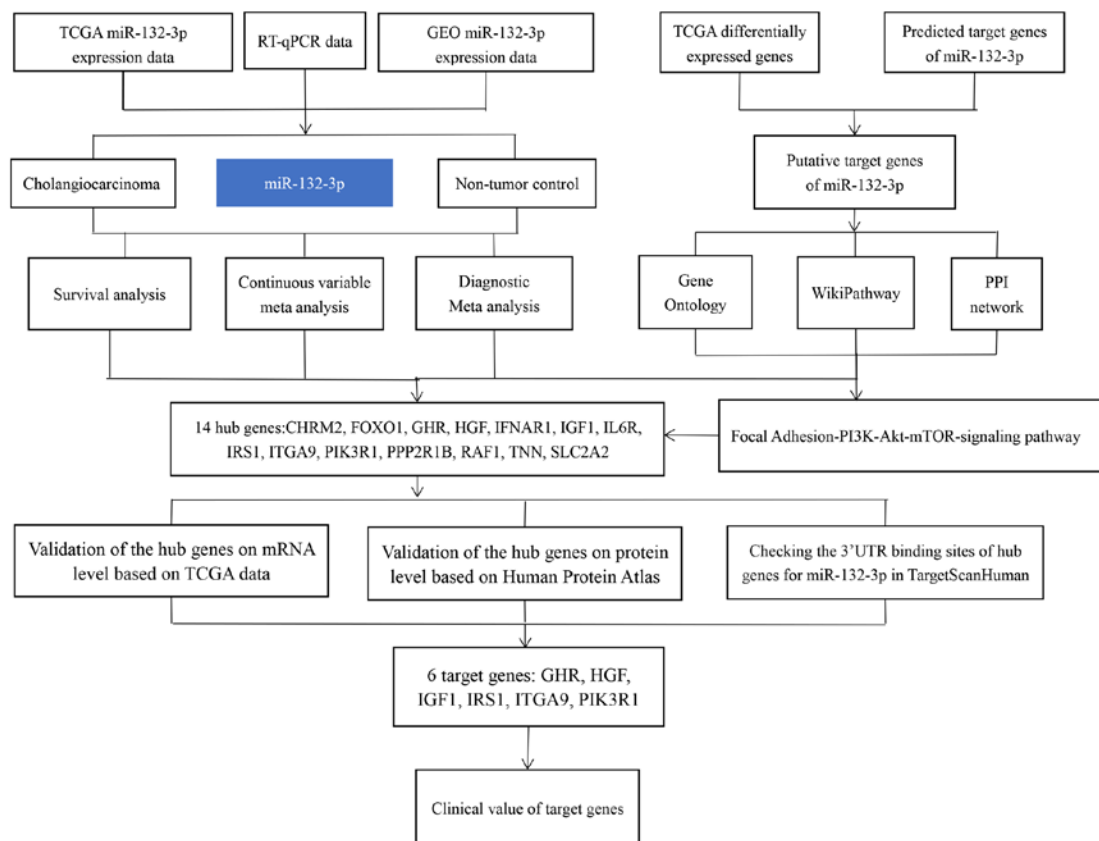 TCGA miR-132-3p
expression data
RT-qPCR data
GEO miR-132-3p
expression data
TCGA differentially
expressed genes
Predicted target genes
of miR-132-3p
Cholangiocarcinoma
miR-132-3p
Non-tumor control
Putative target genes
of miR-132-3p
Survival analysis
Continuous variable
meta analysis
Diagnostic
Meta analysis
Gene
Ontology
WikiPathway
PPI
network
14 hub genes:CHRM2, FOXO1, GHR, HGF, IFNAR1, IGF1, IL6R,
IRS1, ITGA9, PIK3R1, PPP2R1B, RAF1, TNN, SLC2A2
Focal Adhesion-PI3K-Akt-mTOR-signaling pathway
Validation of the hub genes on mRNA
level based on TCGA data
Validation of the hub genes on protein
level based on Human Protein Atlas
Checking the 3’UTR binding sites of hub
genes for miR-132-3p in TargetScanHuman
6 target genes: GHR, HGF,
IGF1, IRS1, ITGA9, PIK3R1
Clinical value of target genes